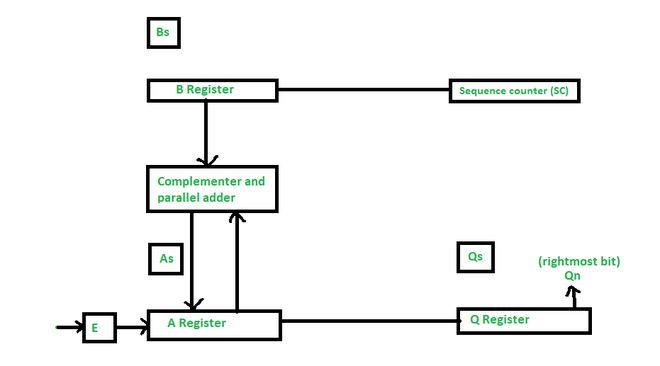 Bs
B Register
Sequence counter (SC)
Complementer and
parallel adder
As
Qs
(rightmost bit)
Qn
E
A Register
Q Register